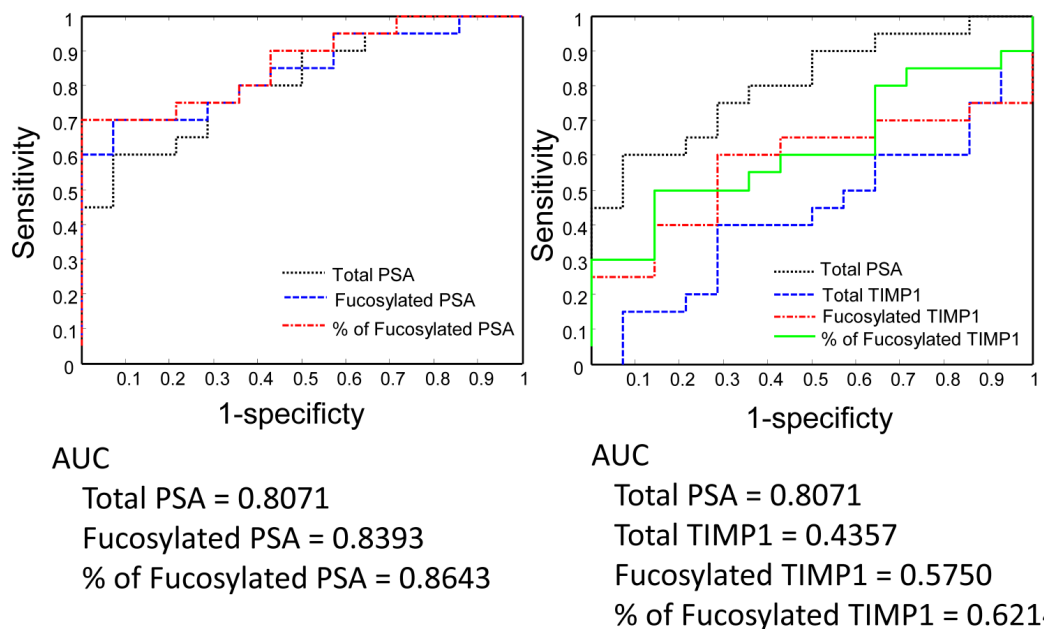 1
0.9
0.8
0.7
0.6
0.5
0.4
0.3
0.2
0.1
0
Sensitivity
Total PSA
Fucosylated PSA
% of Fucosylated PSA
0.1 0.2 0.3 0.4 0.5 0.6 0.7 0.8 0.9 1
1-specificty
AUC
Total PSA = 0.8071
Fucosylated PSA = 0.8393
% of Fucosylated PSA = 0.8643
1
0.9
0.8
0.7
0.6
0.5
0.4
0.3
0.2
0.1
0
Sensitivity
Total PSA
Total TIMP1
Fucosylated TIMP1
% of Fucosylated TIMP1
0.1 0.2 0.3 0.4 0.5 0.6 0.7 0.8 0.9 1
1-specificty
AUC
Total PSA = 0.8071
Total TIMP1 = 0.4357
Fucosylated TIMP1 = 0.5750
% of Fucosylated TIMP1 = 0.621